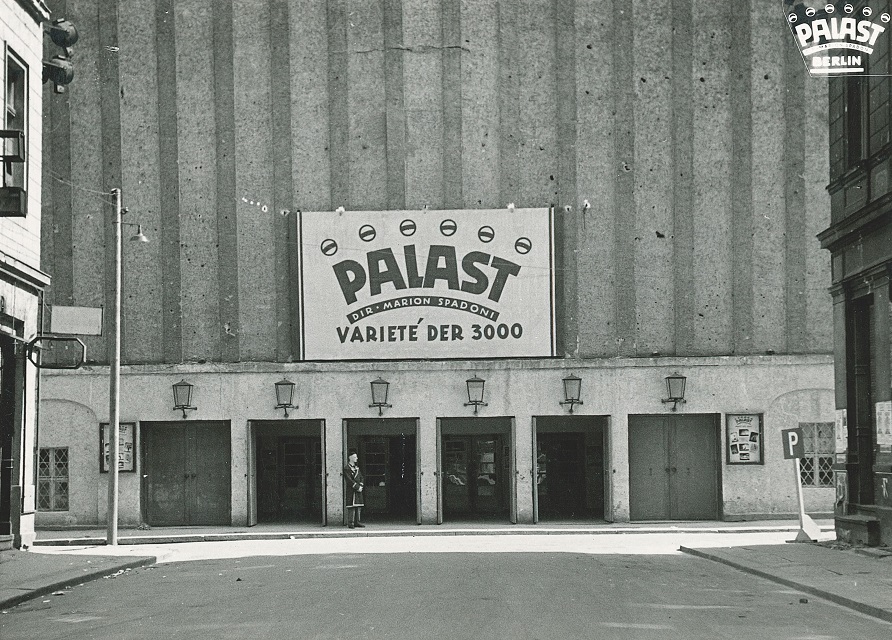 PALAST
BERLIN
PALAST
DIR · MARION SPADONI
VARIETÉ DER 3000
P